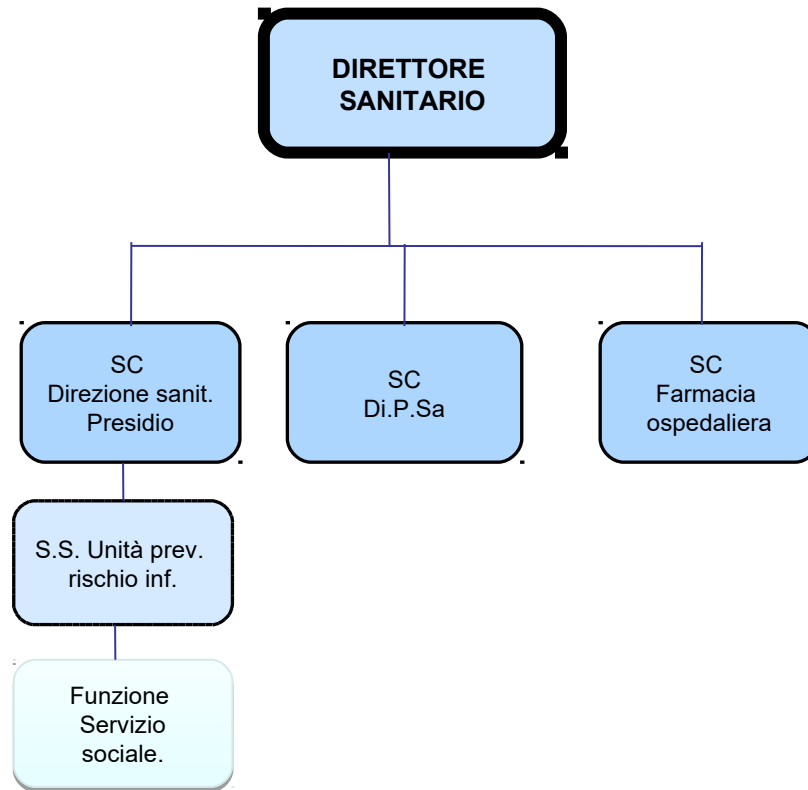 DIRETTORE
SANITARIO
SC
Direzione sanit.
Presidio
SC
Di.P.Sa
SC
Farmacia
ospedaliera
S.S. Unità prev.
rischio inf.
Funzione
Servizio
sociale.